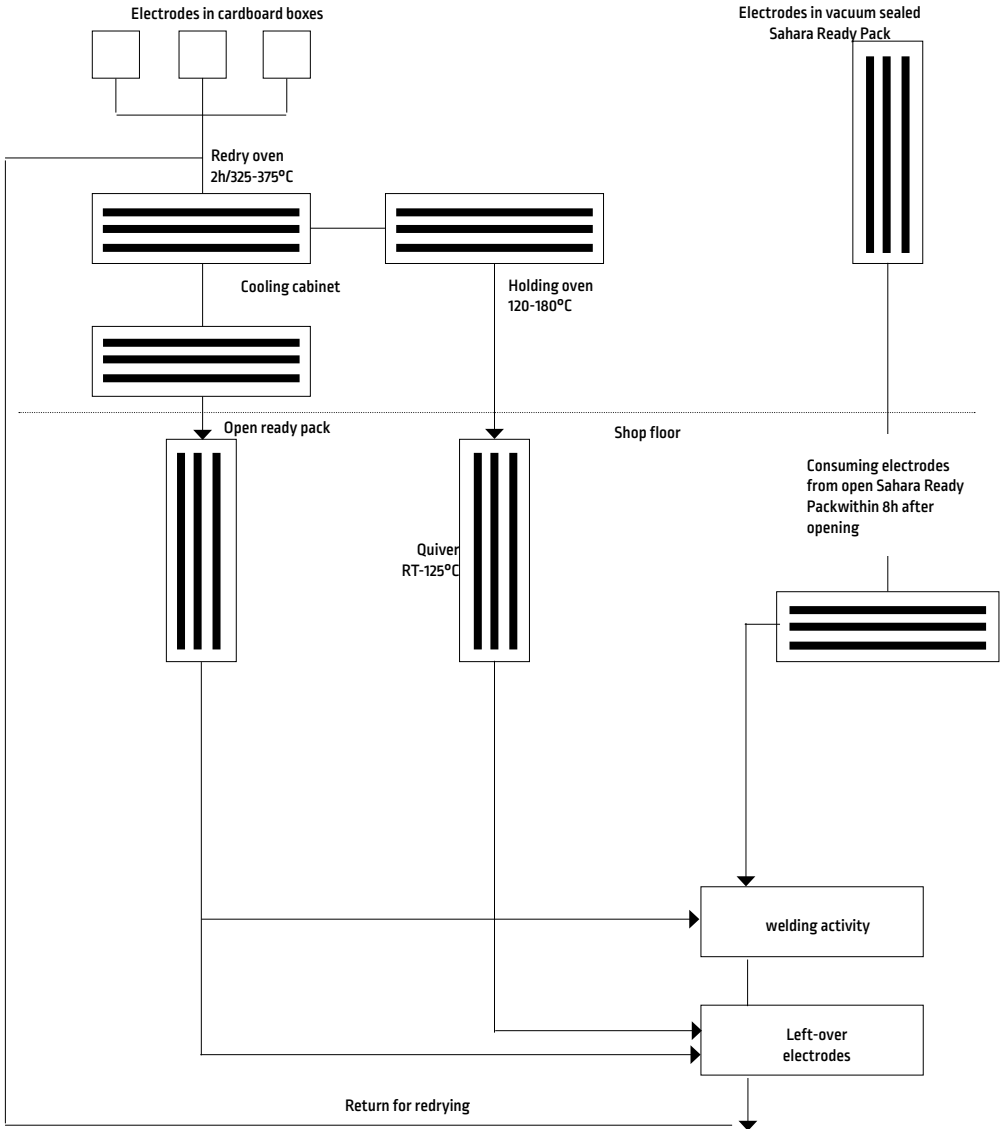 Electrodes in cardboard boxes
Electrodes in vacuum sealed
Sahara Ready Pack
Redry oven
2h/325-375°C
Cooling cabinet
Holding oven
120-180°C
Open ready pack
Shop floor
Consuming electrodes
from open Sahara Ready
Packwithin 8h after
opening
Quiver
RT-125°C
welding activity
Left-over
electrodes
Return for redrying